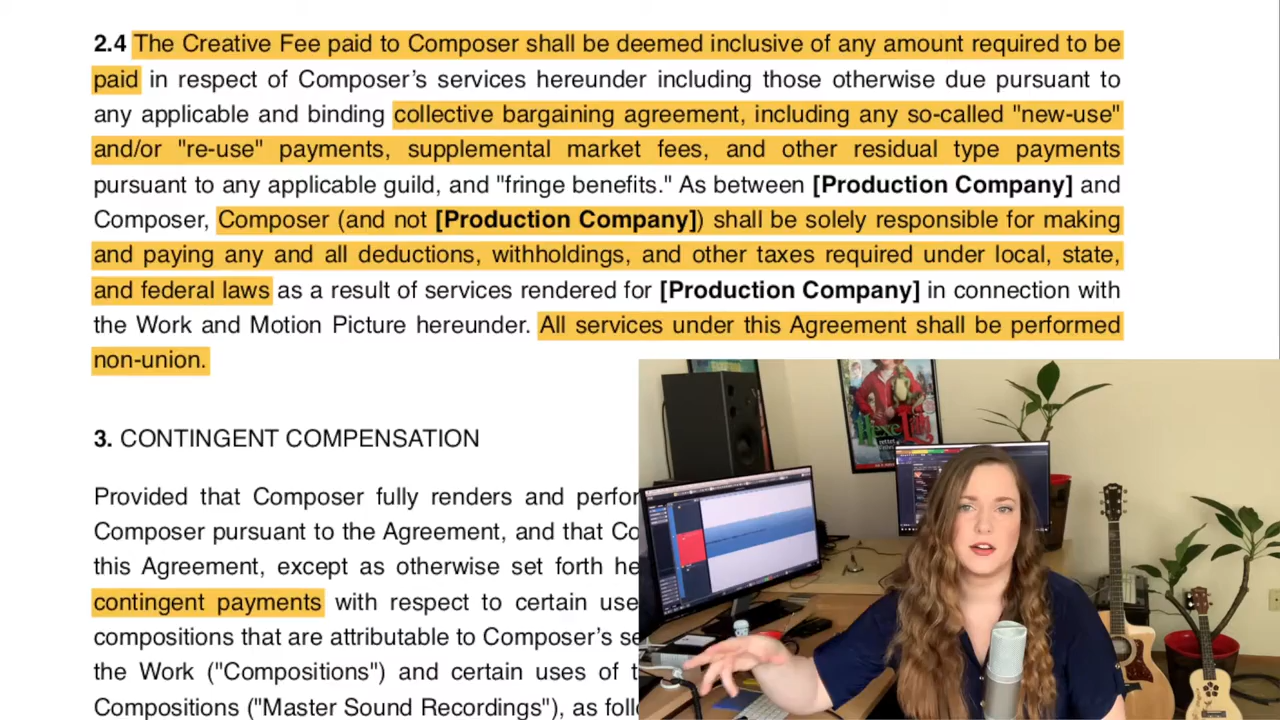 2.4 The Creative Fee paid to Composer shall be deemed inclusive of any amount required to be
paid in respect of Composer’s services hereunder including those otherwise due pursuant to
any applicable and binding collective bargaining agreement, including any so-called "new-use"
and/or "re-use" payments, supplemental market fees, and other residual type payments
pursuant to any applicable guild, and "fringe benefits." As between [Production Company] and
Composer, Composer (and not [Production Company]) shall be solely responsible for making
and paying any and all deductions, withholdings, and other taxes required under local, state,
and federal laws as a result of services rendered for [Production Company] in connection with
the Work and Motion Picture hereunder. All services under this Agreement shall be performed
non-union.
3. CONTINGENT COMPENSATION
Provided that Composer fully renders and perfor
Composer pursuant to the Agreement, and that Co
this Agreement, except as otherwise set forth he
contingent payments with respect to certain use
compositions that are attributable to Composer’s se
the Work ("Compositions") and certain uses of t
Compositions ("Master Sound Recordings"), as follo
HexeLilli